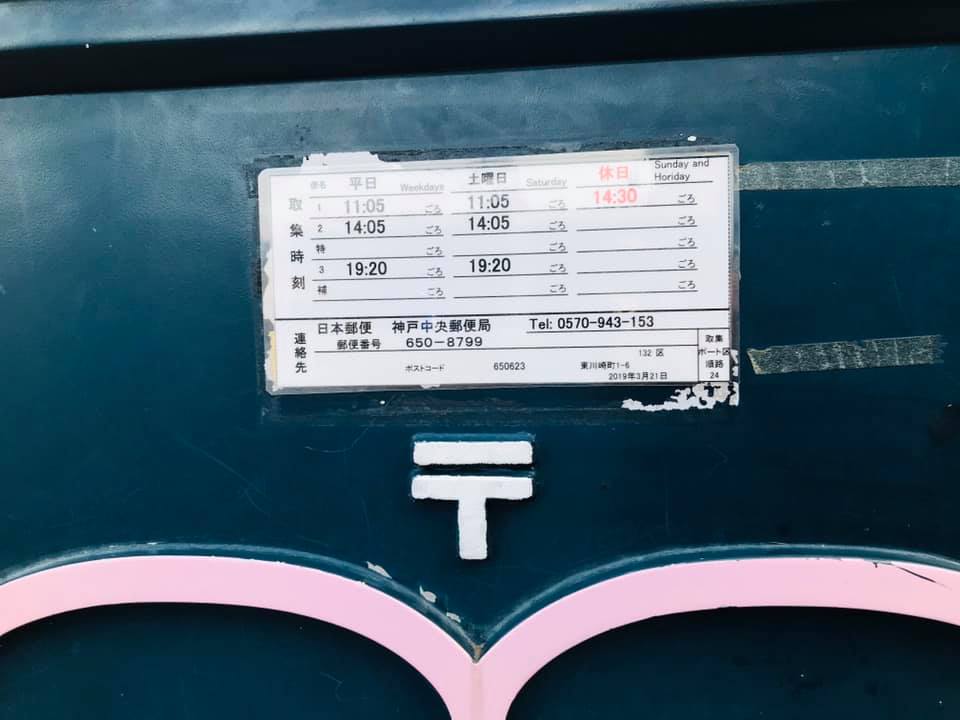 取集時刻
便名 平日 Weekdays 土曜日 Saturday 休日 Sunday and Horiday
1 11:05 ごろ 11:05 ごろ 14:30 ごろ
2 14:05 ごろ 14:05 ごろ ごろ
特 ごろ ごろ ごろ
3 19:20 ごろ 19:20 ごろ ごろ
補 ごろ ごろ ごろ
連絡先
日本郵便 神戸中央郵便局 Tel: 0570-943-153
郵便番号 650-8799
132 区
ポストコード 650623 東川崎町1-6
2019年3月21日
取集
ポート区
順路
24
〒